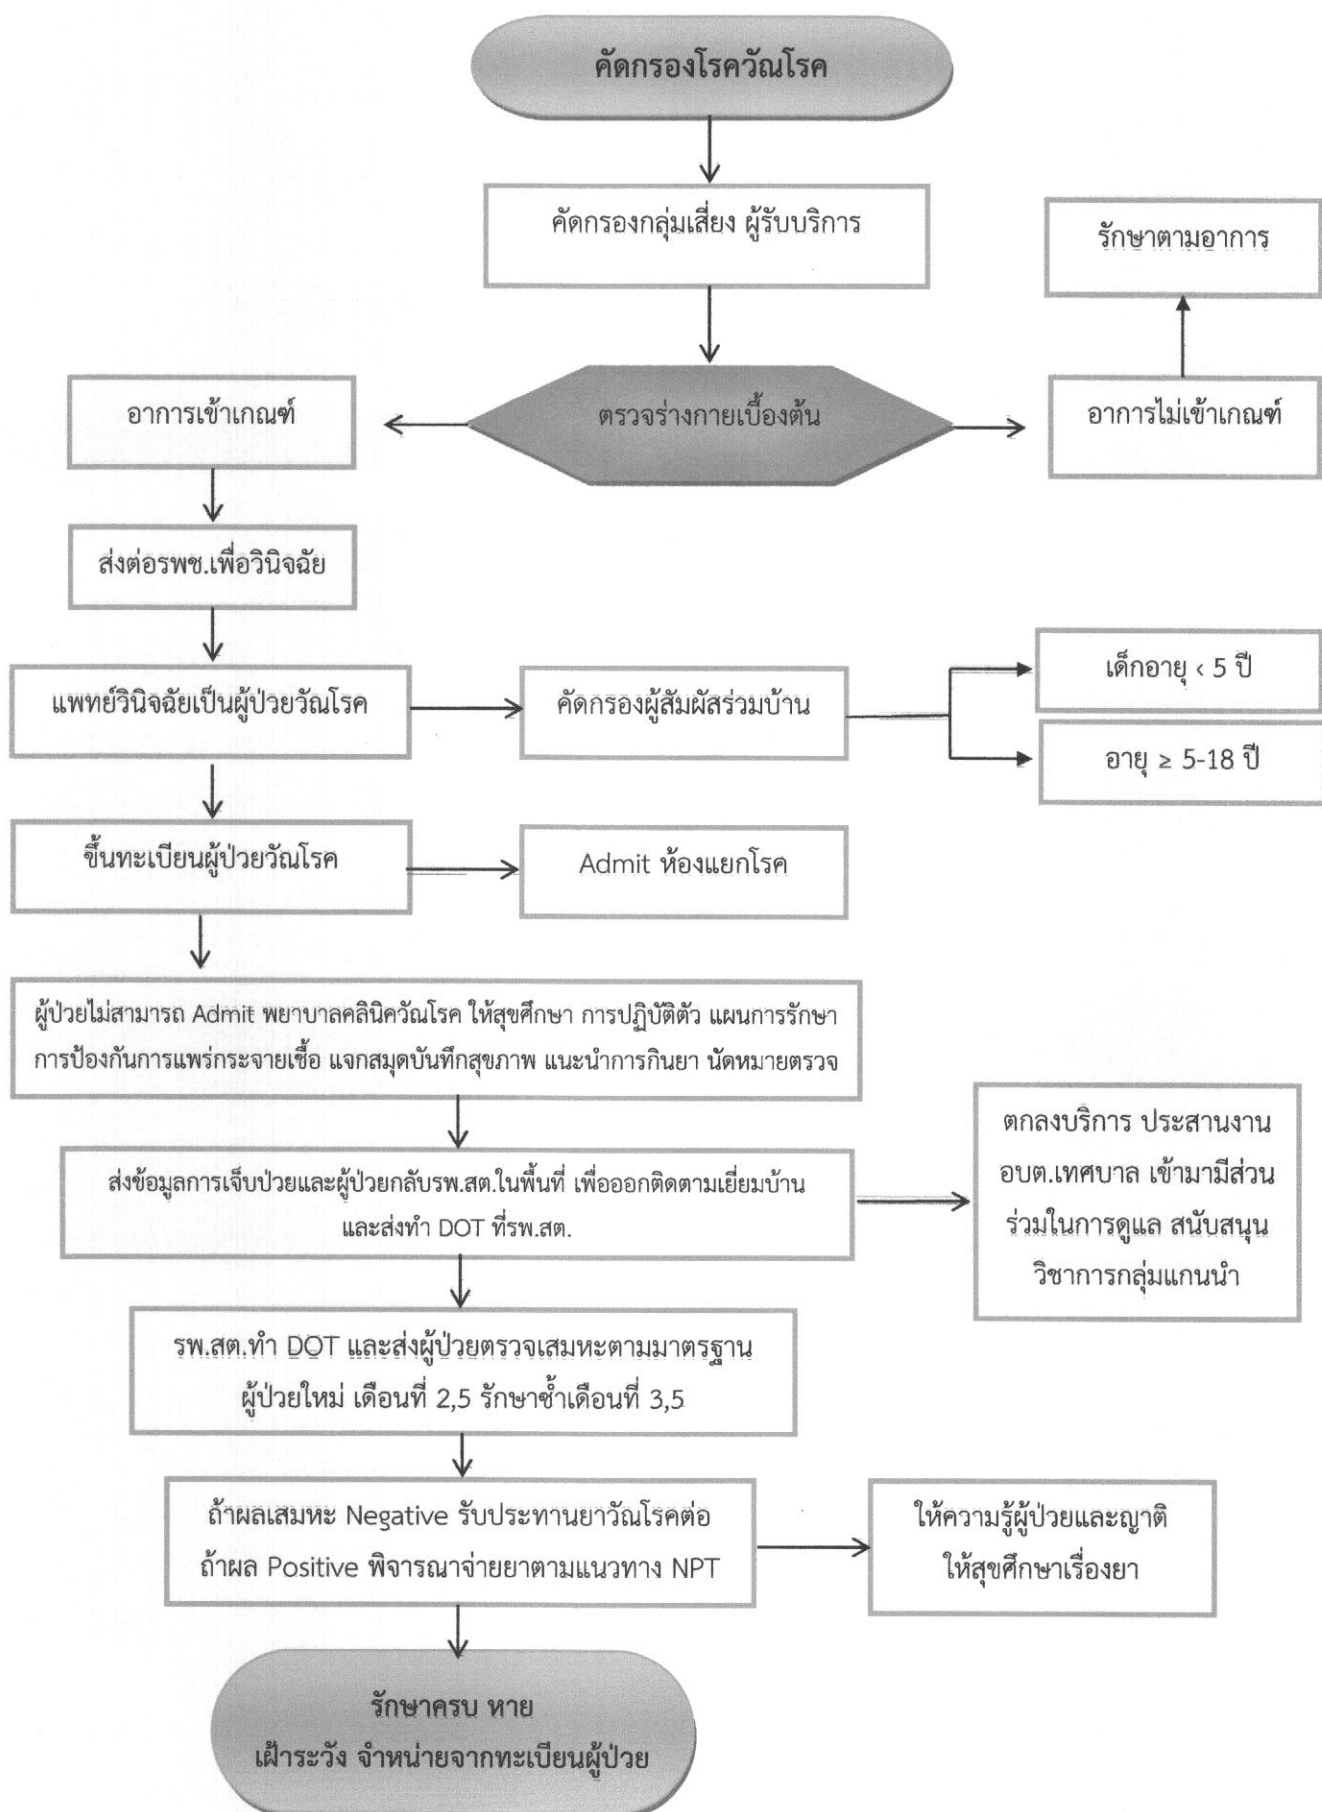 คัดกรองโรควัณโรค
คัดกรองกลุ่มเสี่ยง ผู้รับบริการ
รักษาตามอาการ
อาการเข้าเกณฑ์
ตรวจร่างกายเบื้องต้น
อาการไม่เข้าเกณฑ์
ส่งต่อรพช.เพื่อวินิจฉัย
แพทย์วินิจฉัยเป็นผู้ป่วยวัณโรค
คัดกรองผู้สัมผัสร่วมบ้าน
เด็กอายุ < 5 ปี
อายุ ≥ 5-18 ปี
ขึ้นทะเบียนผู้ป่วยวัณโรค
Admit ห้องแยกโรค
ผู้ป่วยไม่สามารถ Admit พยาบาลคลินิควัณโรค ให้สุขศึกษา การปฏิบัติตัว แผนการรักษา
การป้องกันการแพร่กระจายเชื้อ แจกสมุดบันทึกสุขภาพ แนะนำการกินยา นัดหมายตรวจ
ส่งข้อมูลการเจ็บป่วยและผู้ป่วยกลับรพ.สต.ในพื้นที่ เพื่อออกติดตามเยี่ยมบ้าน
และส่งทำ DOT ที่รพ.สต.
ตกลงบริการ ประสานงาน
อบต.เทศบาล เข้ามามีส่วน
ร่วมในการดูแล สนับสนุน
วิชาการกลุ่มแกนนำ
รพ.สต.ทำ DOT และส่งผู้ป่วยตรวจเสมหะตามมาตรฐาน
ผู้ป่วยใหม่ เดือนที่ 2,5 รักษาซ้ำเดือนที่ 3,5
ถ้าผลเสมหะ Negative รับประทานยาวัณโรคต่อ
ถ้าผล Positive พิจารณาจ่ายยาตามแนวทาง NPT
ให้ความรู้ผู้ป่วยและญาติ
ให้สุขศึกษาเรื่องยา
รักษาครบ หาย
เฝ้าระวัง จำหน่ายจากทะเบียนผู้ป่วย